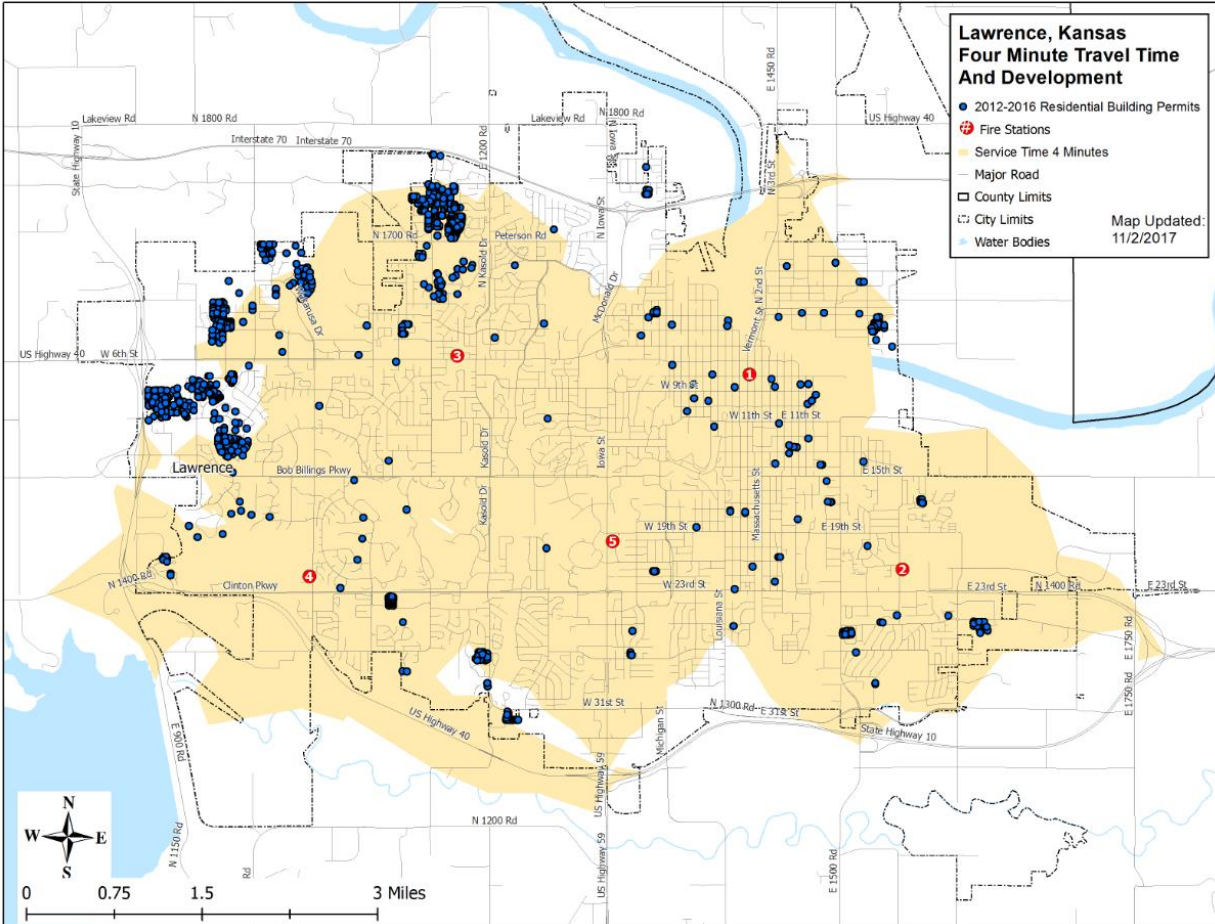 Lawrence, Kansas
Four Minute Travel Time
And Development
2012-2016 Residential Building Permits
# Fire Stations
Service Time 4 Minutes
Major Road
County Limits
City Limits
Water Bodies
Map Updated:
11/2/2017
E 1450 Rd
Lakeview Rd
N 1800 Rd
Lakeview Rd
N 1800 Rd
US Highway 40
State Highway 10
Interstate 70
Interstate 70
E 1200 Rd
N Iowa St
N 3rd St
N 1700 Rd
N Kasold Dr
Peterson Rd
N Iowa St
McDonald Dr
N 2nd St
Vermont St
Wakarusa Dr
US Highway 40
W 6th St
3
1
W 9th St
W 11th St
E 11th St
Lawrence
Bob Billings Pkwy
Kasold Dr
Iowa St
E 15th St
Kasold Dr
Massachusetts St
W 19th St
E 19th St
5
2
4
N 1400 Rd
Clinton Pkwy
W 23rd St
E 23rd St
N 1400 Rd
E 23rd St
Louisiana St
E 1750 Rd
E 1750 Rd
W 31st St
N 1300 Rd
E 31st St
Michigan St
US Highway 40
State Highway 10
E 900 Rd
US Highway 59
N 1200 Rd
N 1150 Rd
Rd
US Highway 59
E 1500 Rd
N
W
E
S
0
0.75
1.5
3 Miles